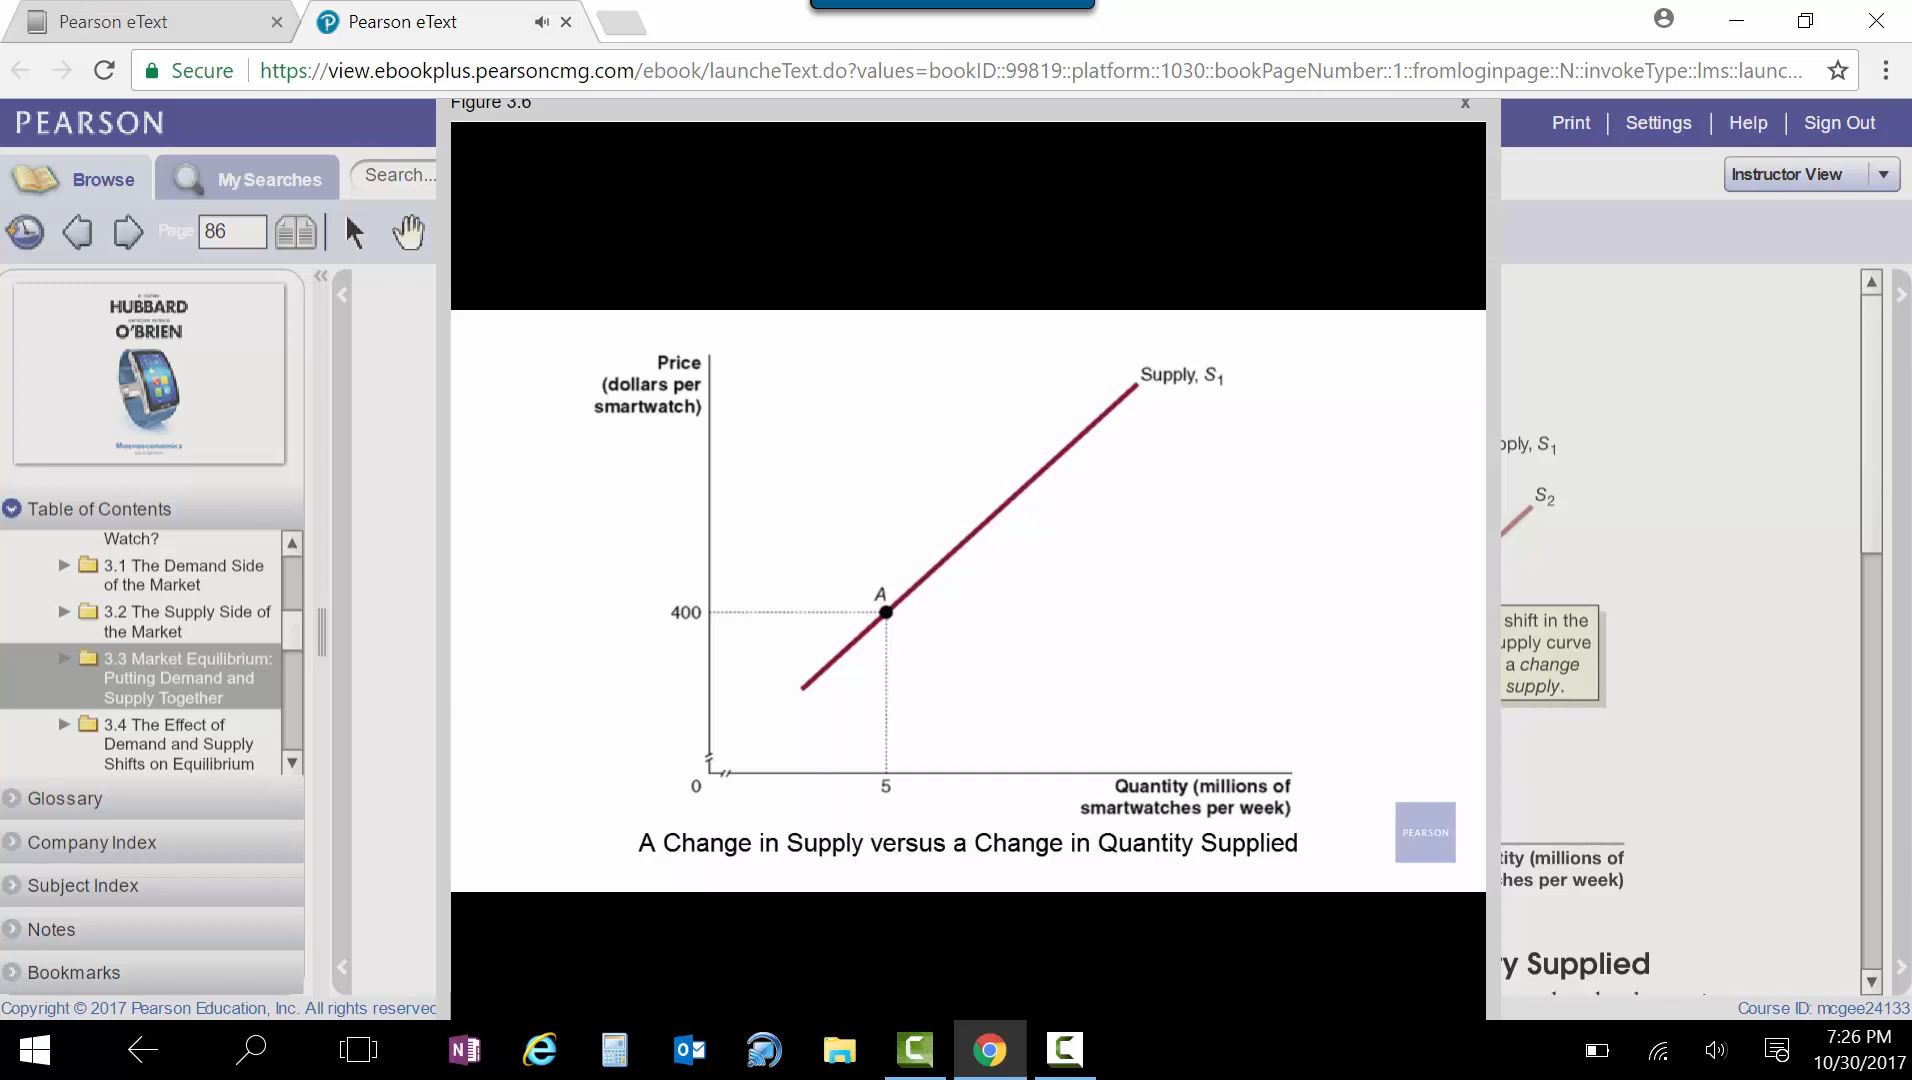 Pearson eText
Pearson eText
Secure
https://view.ebookplus.pearsoncmg.com/ebook/launcheText.do?values=bookID::99819::platform::1030::bookPageNumber::1::fromloginpage::N::invokeType::lms::launc...
Figure 3.6
x
PEARSON
Print
Settings
Help
Sign Out
Browse
My Searches
Search...
Instructor View
Page
86
HUBBARD
O'BRIEN
Macroeconomics
Table of Contents
Watch?
3.1 The Demand Side
of the Market
3.2 The Supply Side of
the Market
3.3 Market Equilibrium:
Putting Demand and
Supply Together
3.4 The Effect of
Demand and Supply
Shifts on Equilibrium
Glossary
Company Index
Subject Index
Notes
Bookmarks
Copyright © 2017 Pearson Education, Inc. All rights reserved
Price
(dollars per
smartwatch)
Supply, S1
A
400
0
5
Quantity (millions of
smartwatches per week)
A Change in Supply versus a Change in Quantity Supplied
PEARSON
pply, S1
S2
shift in the
upply curve
a change
supply.
tity (millions of
hes per week)
y Supplied
Course ID: mcgee24133
N
O
7:26 PM
10/30/2017